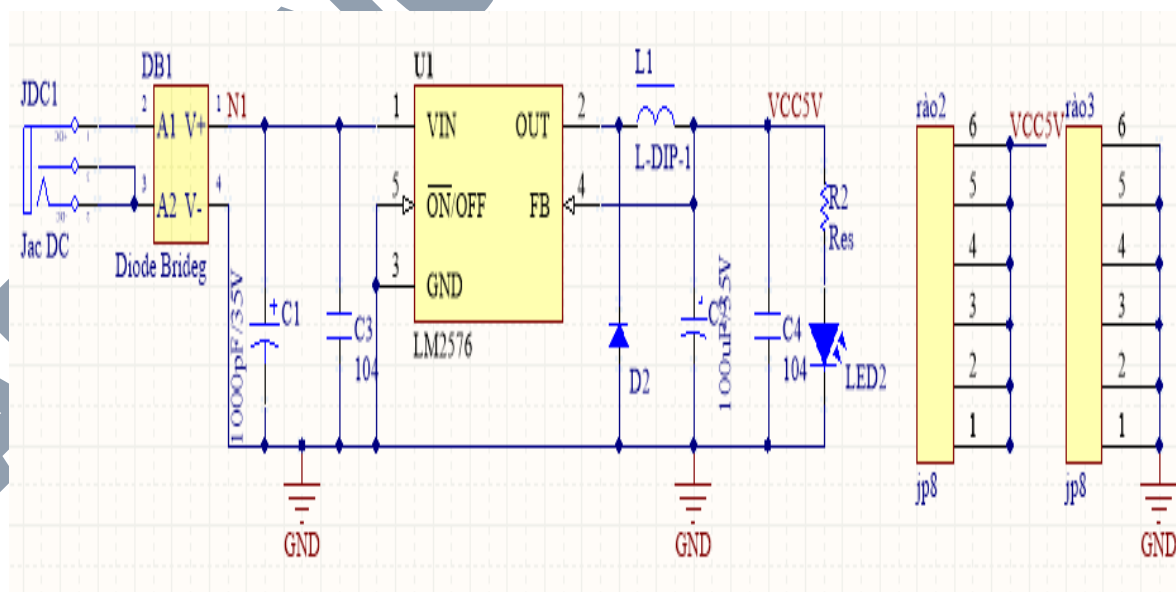 JDC1
Jac DC
DB1
2
1
A1 V+
3
4
A2 V-
Diode Brideg
N1
1000pF/35V
C1
C3
104
U1
1
VIN
OUT
2
5
ON/OFF
FB
4
3
GND
LM2576
L1
L-DIP-1
VCC5V
D2
100uF/35V
C4
104
R2
Res
LED2
GND
GND
rào2
6
5
4
3
2
1
jp8
VCC5V
rào3
6
5
4
3
2
1
jp8
GND